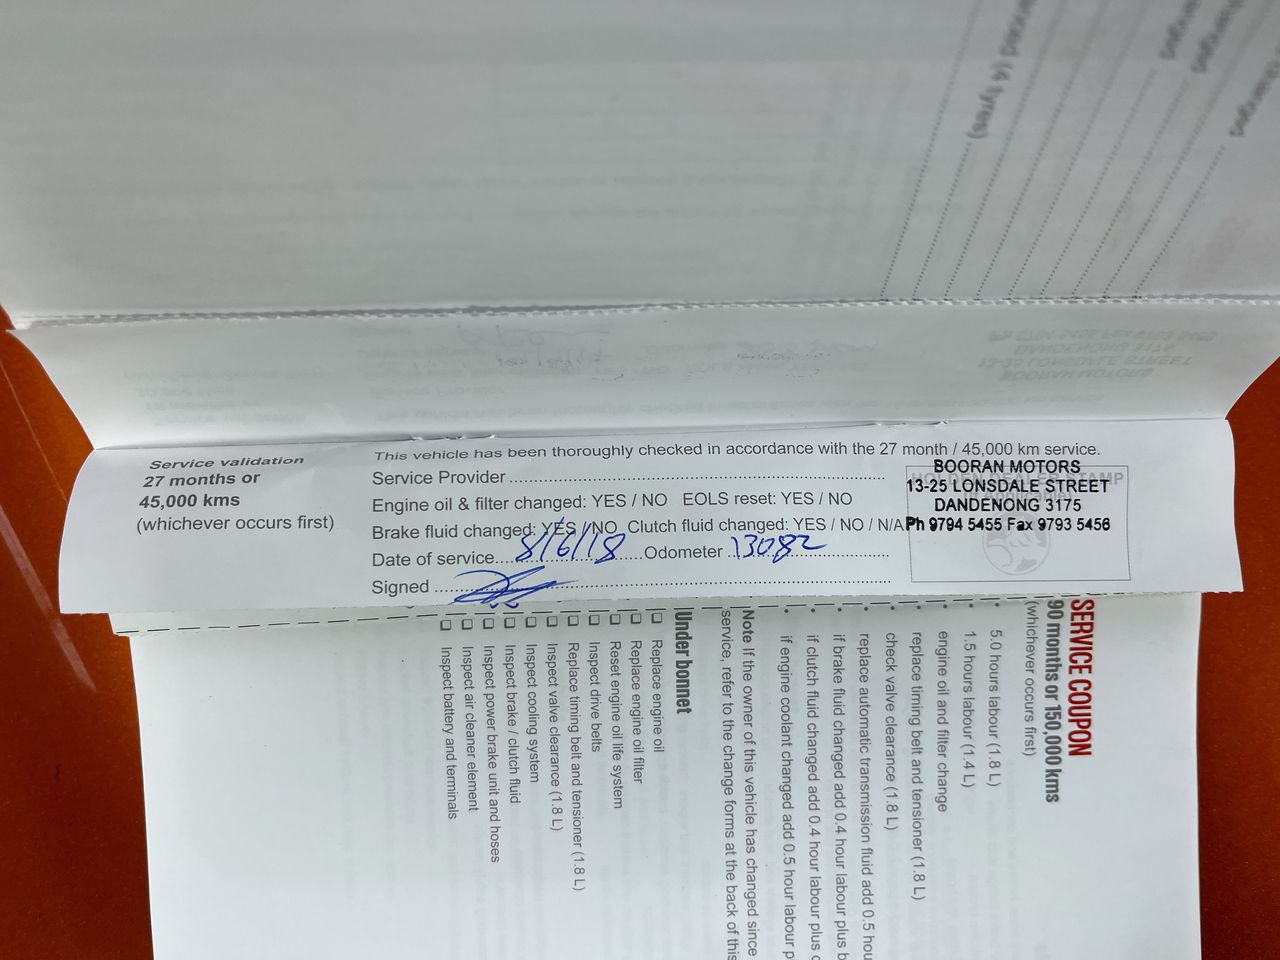 erenced (4 tyres)
hanged
Service validation
27 months or
45,000 kms
(whichever occurs first)
This vehicle has been thoroughly checked in accordance with the 27 month / 45,000 km service.
Service Provider
Engine oil & filter changed: YES / NO EOLS reset: YES / NO
Brake fluid changed: YES / NO Clutch fluid changed: YES / NO / N/A
Date of service 8/6/18 Odometer 13082
Signed
HOLDEN DEALER STAMP
BOORAN MOTORS
13-25 LONSDALE STREET
DANDENONG 3175
Ph 9794 5455 Fax 9793 5456
SERVICE COUPON
90 months or 150,000 kms
(whichever occurs first)
• 5.0 hours labour (1.8 L)
• 1.5 hours labour (1.4 L)
• engine oil and filter change
• replace timing belt and tensioner (1.8 L)
• check valve clearance (1.8 L)
• replace automatic transmission fluid add 0.5 hou
• if brake fluid changed add 0.4 hour labour plus b
• if clutch fluid changed add 0.4 hour labour plus c
• if engine coolant changed add 0.5 hour labour p
Note If the owner of this vehicle has changed since
service, refer to the change forms at the back of this
Under bonnet
❑ Replace engine oil
❑ Replace engine oil filter
❑ Reset engine oil life system
❑ Inspect drive belts
❑ Replace timing belt and tensioner (1.8 L)
❑ Inspect valve clearance (1.8 L)
❑ Inspect cooling system
❑ Inspect brake / clutch fluid
❑ Inspect power brake unit and hoses
❑ Inspect air cleaner element
❑ Inspect battery and terminals